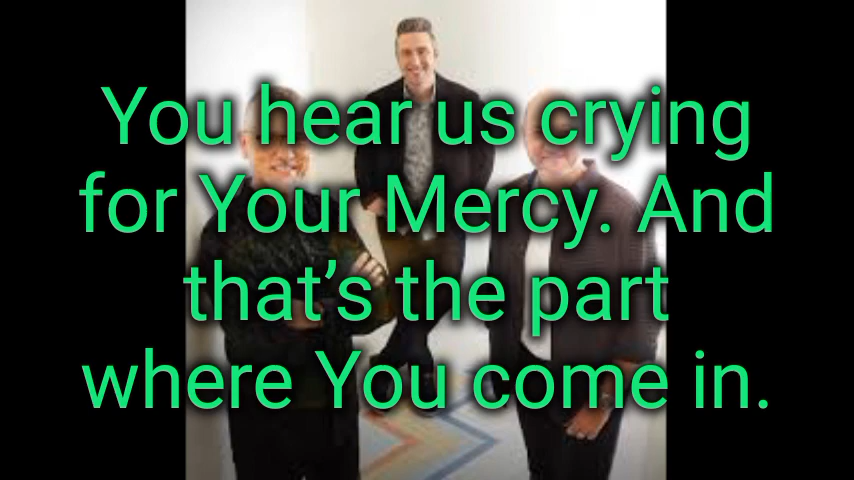 You hear us crying
for Your Mercy. And
that’s the part
where You come in.